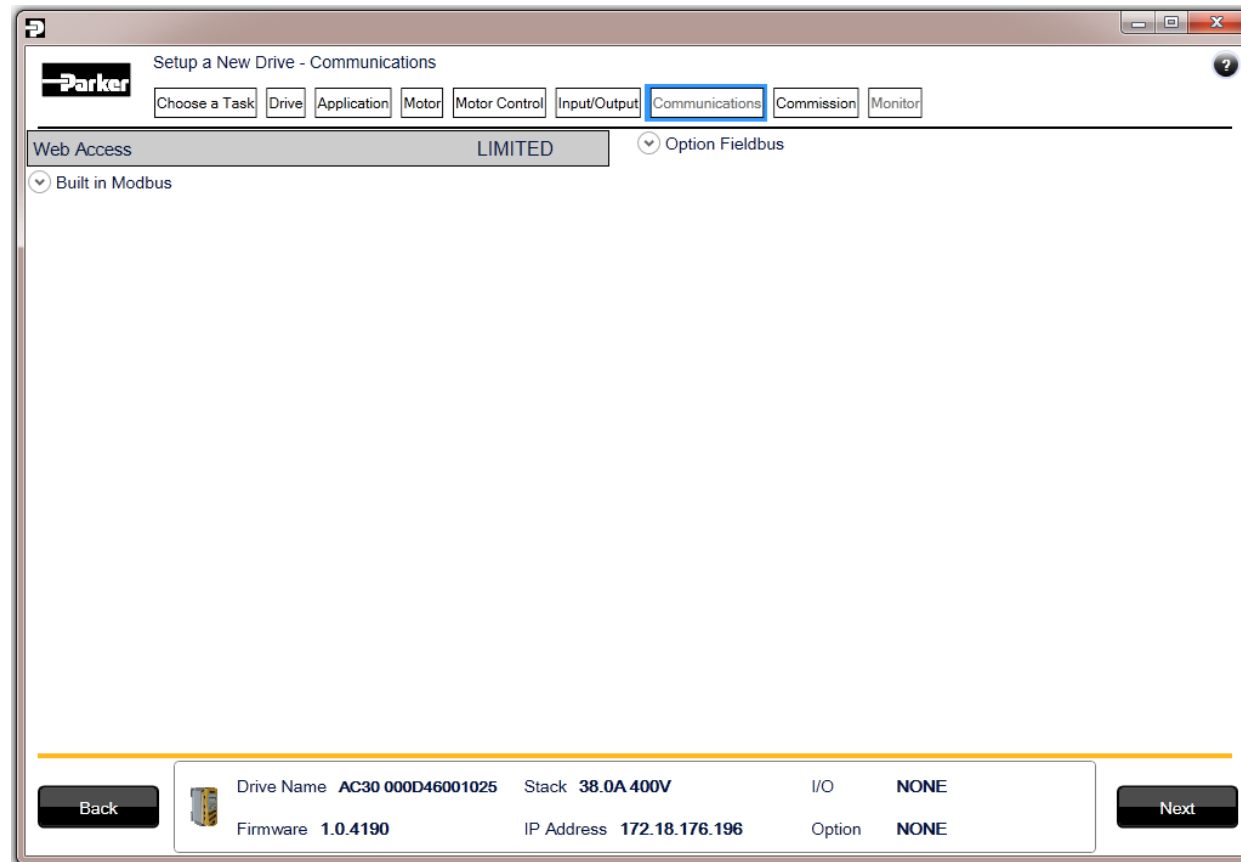 Parker
Setup a New Drive - Communications
?
Choose a Task Drive Application Motor Motor Control Input/Output Communications Commission Monitor
Web Access LIMITED
Option Fieldbus
Built in Modbus
Back
Drive Name AC30 000D46001025 Stack 38.0A 400V I/O NONE
Firmware 1.0.4190 IP Address 172.18.176.196 Option NONE
Next